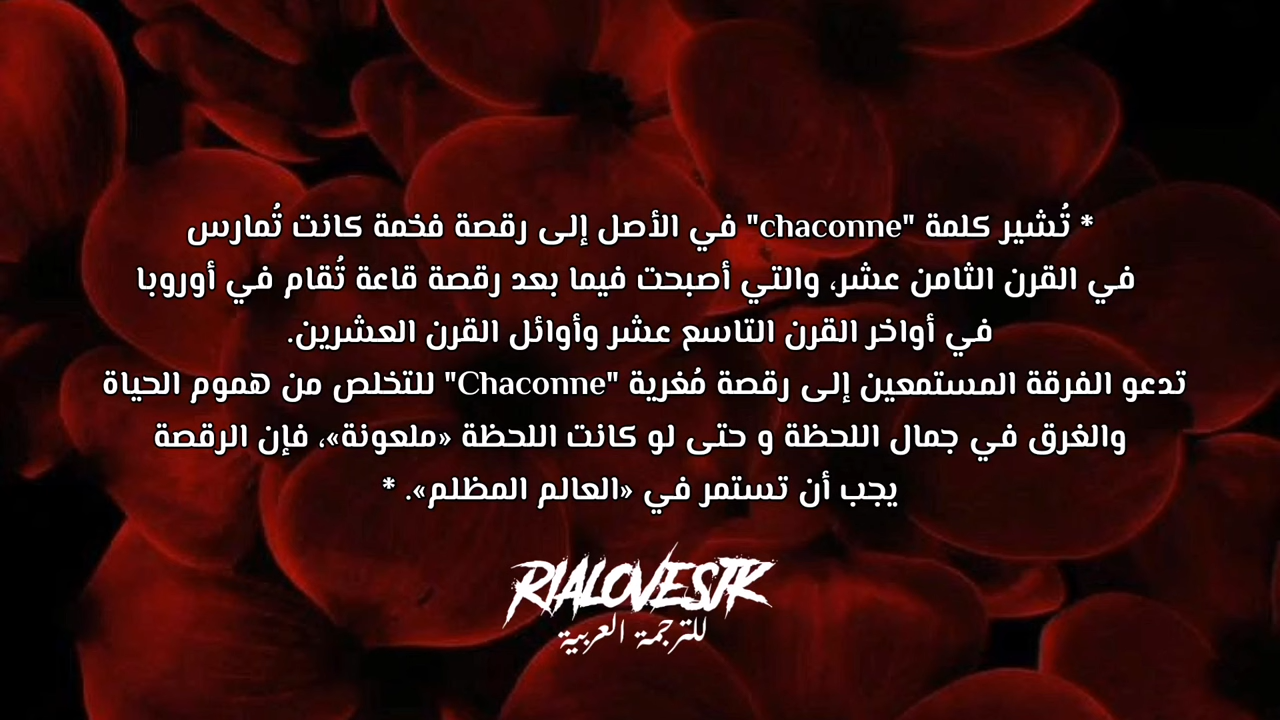 * تُشير كلمة "chaconne" في الأصل إلى رقصة فخمة كانت تُمارس
في القرن الثامن عشر، والتي أصبحت فيما بعد رقصة قاعة تُقام في أوروبا
في أواخر القرن التاسع عشر وأوائل القرن العشرين.
تدعو الفرقة المستمعين إلى رقصة مُغرية "Chaconne" للتخلص من هموم الحياة
والغرق في جمال اللحظة و حتى لو كانت اللحظة «ملعونة»، فإن الرقصة
يجب أن تستمر في «العالم المظلم». *
RIALOVESJK
للترجمة العربية